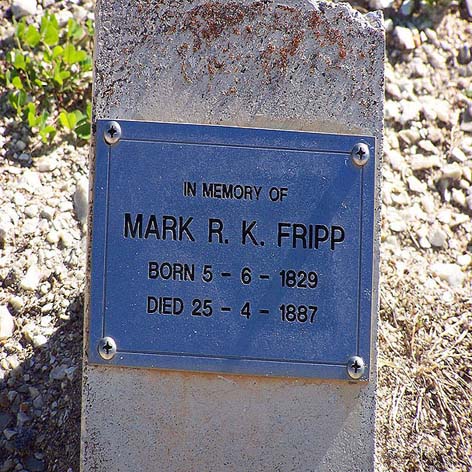 IN MEMORY OF
MARK R. K. FRIPP
BORN 5 - 6 - 1829
DIED 25 - 4 - 1887